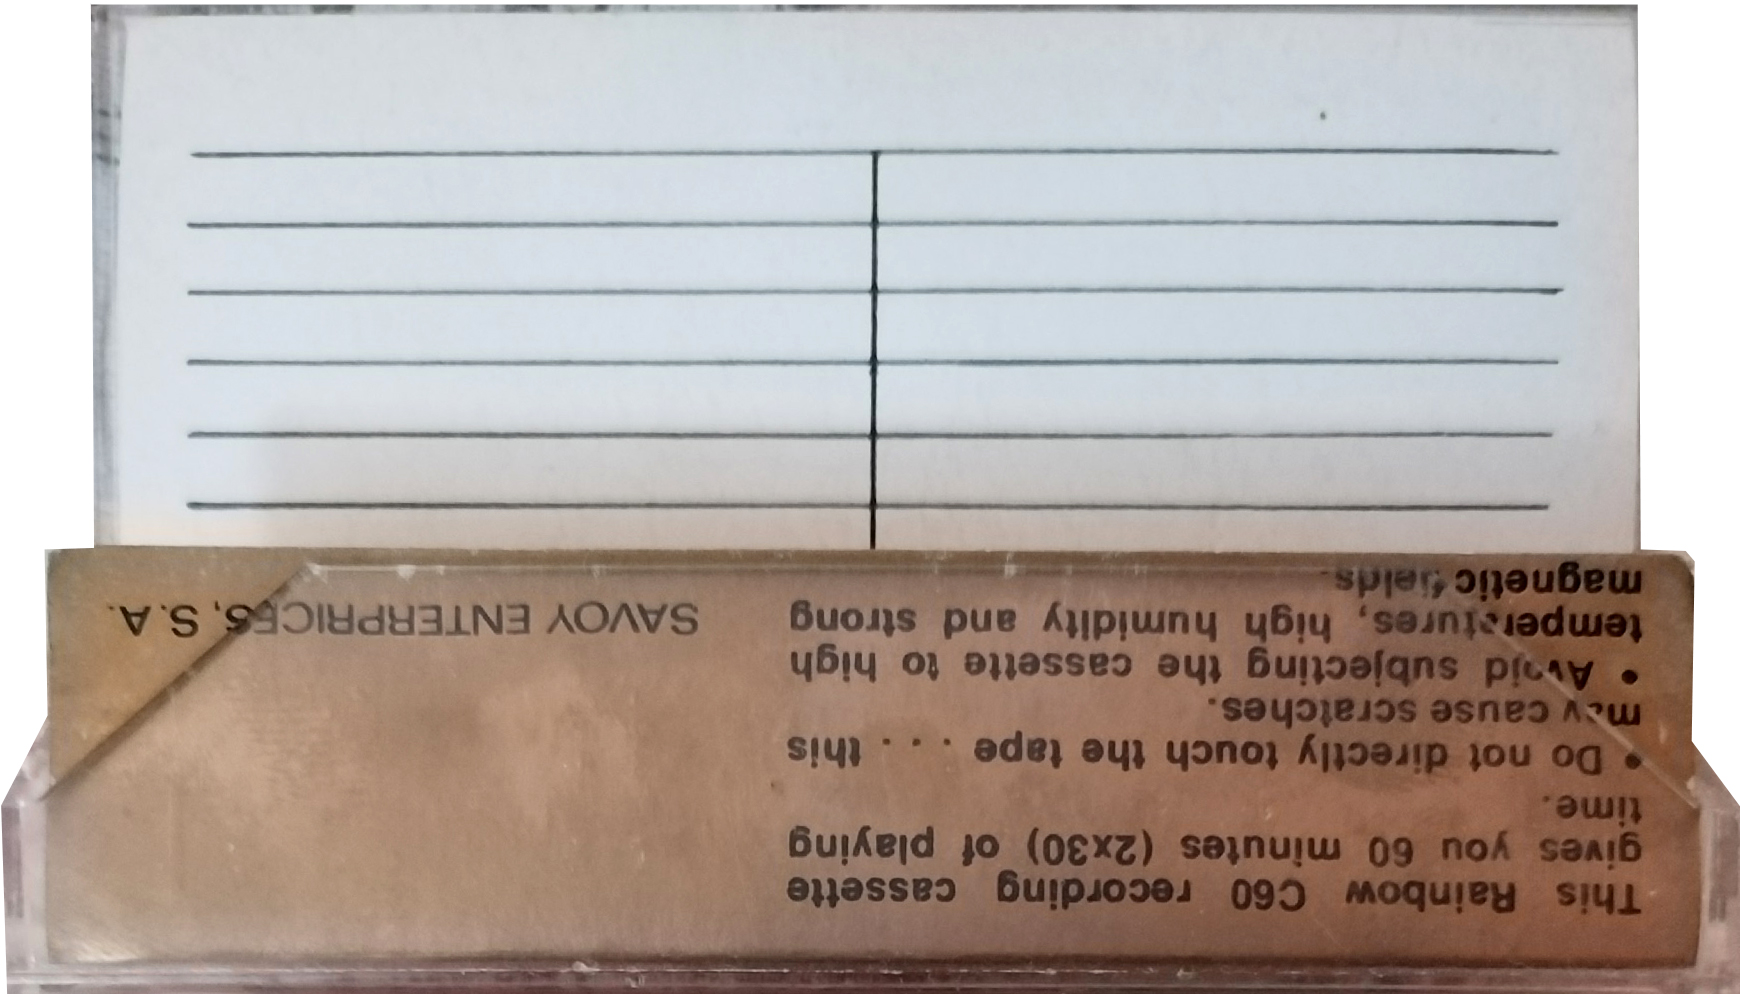 This Rainbow C60 recording cassette
gives you 60 minutes (2x30) of playing
time.
• Do not directly touch the tape . . . this
may cause scratches.
• Avoid subjecting the cassette to high
temperatures, high humidity and strong
magnetic fields.
SAVOY ENTERPRICES, S.A.